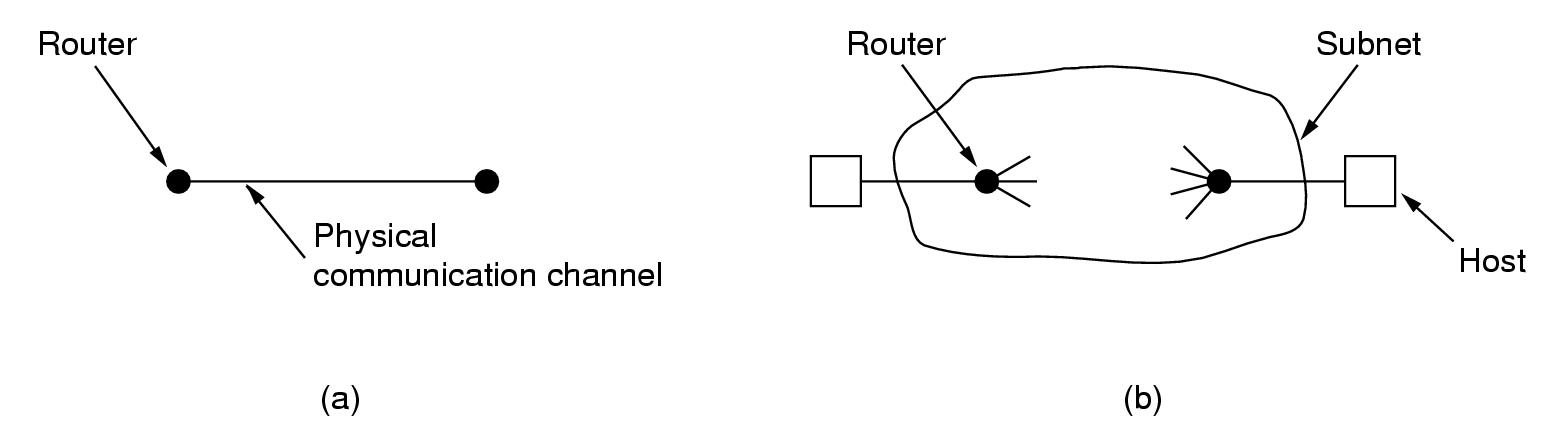 Router
Physical
communication channel
(a)
Router
Subnet
Host
(b)